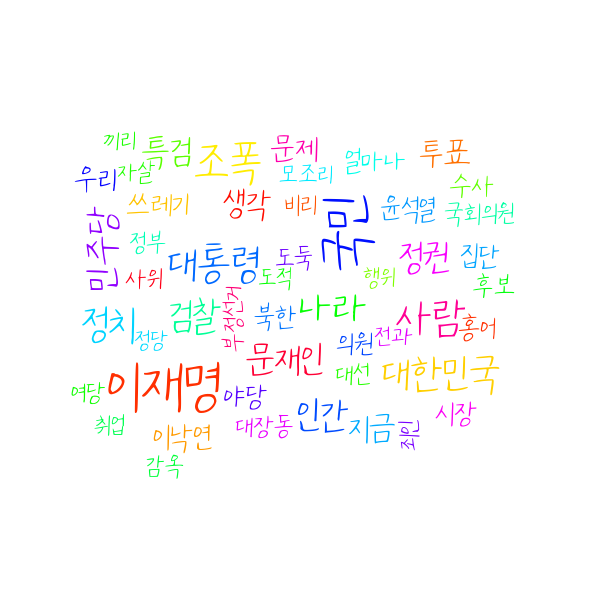 끼리
특검
조폭
문제
얼마나
투표
우리
자살
모조리
수사
쓰레기
생각
비리
국민
윤석열
국회의원
민주당
정부
사위
대통령
도둑
도적
정권
집단
행위
후보
정치
정당
검찰
부정선거
북한
나라
사람
홍어
의원
전과
문재인
대선
대한민국
여당
이재명
야당
취업
이낙연
대장동
인간
지금
죄인
시장
감옥